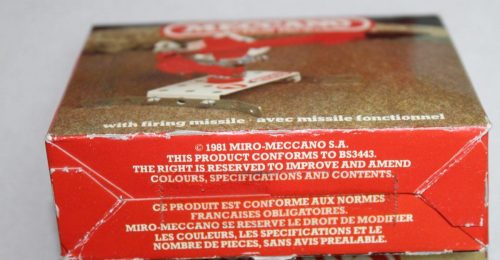 MECCANO
with firing missile - avec missile fonctionnel
© 1981 MIRO-MECCANO S.A.
THIS PRODUCT CONFORMS TO BS3443.
THE RIGHT IS RESERVED TO IMPROVE AND AMEND
COLOURS, SPECIFICATIONS AND CONTENTS.
CE PRODUIT EST CONFORME AUX NORMES
FRANCAISES OBLIGATOIRES.
MIRO-MECCANO SE RESERVE LE DROIT DE MODIFIER
LES COULEURS, LES SPECIFICATIONS ET LE
NOMBRE DE PIECES, SANS AVIS PREALABLE.